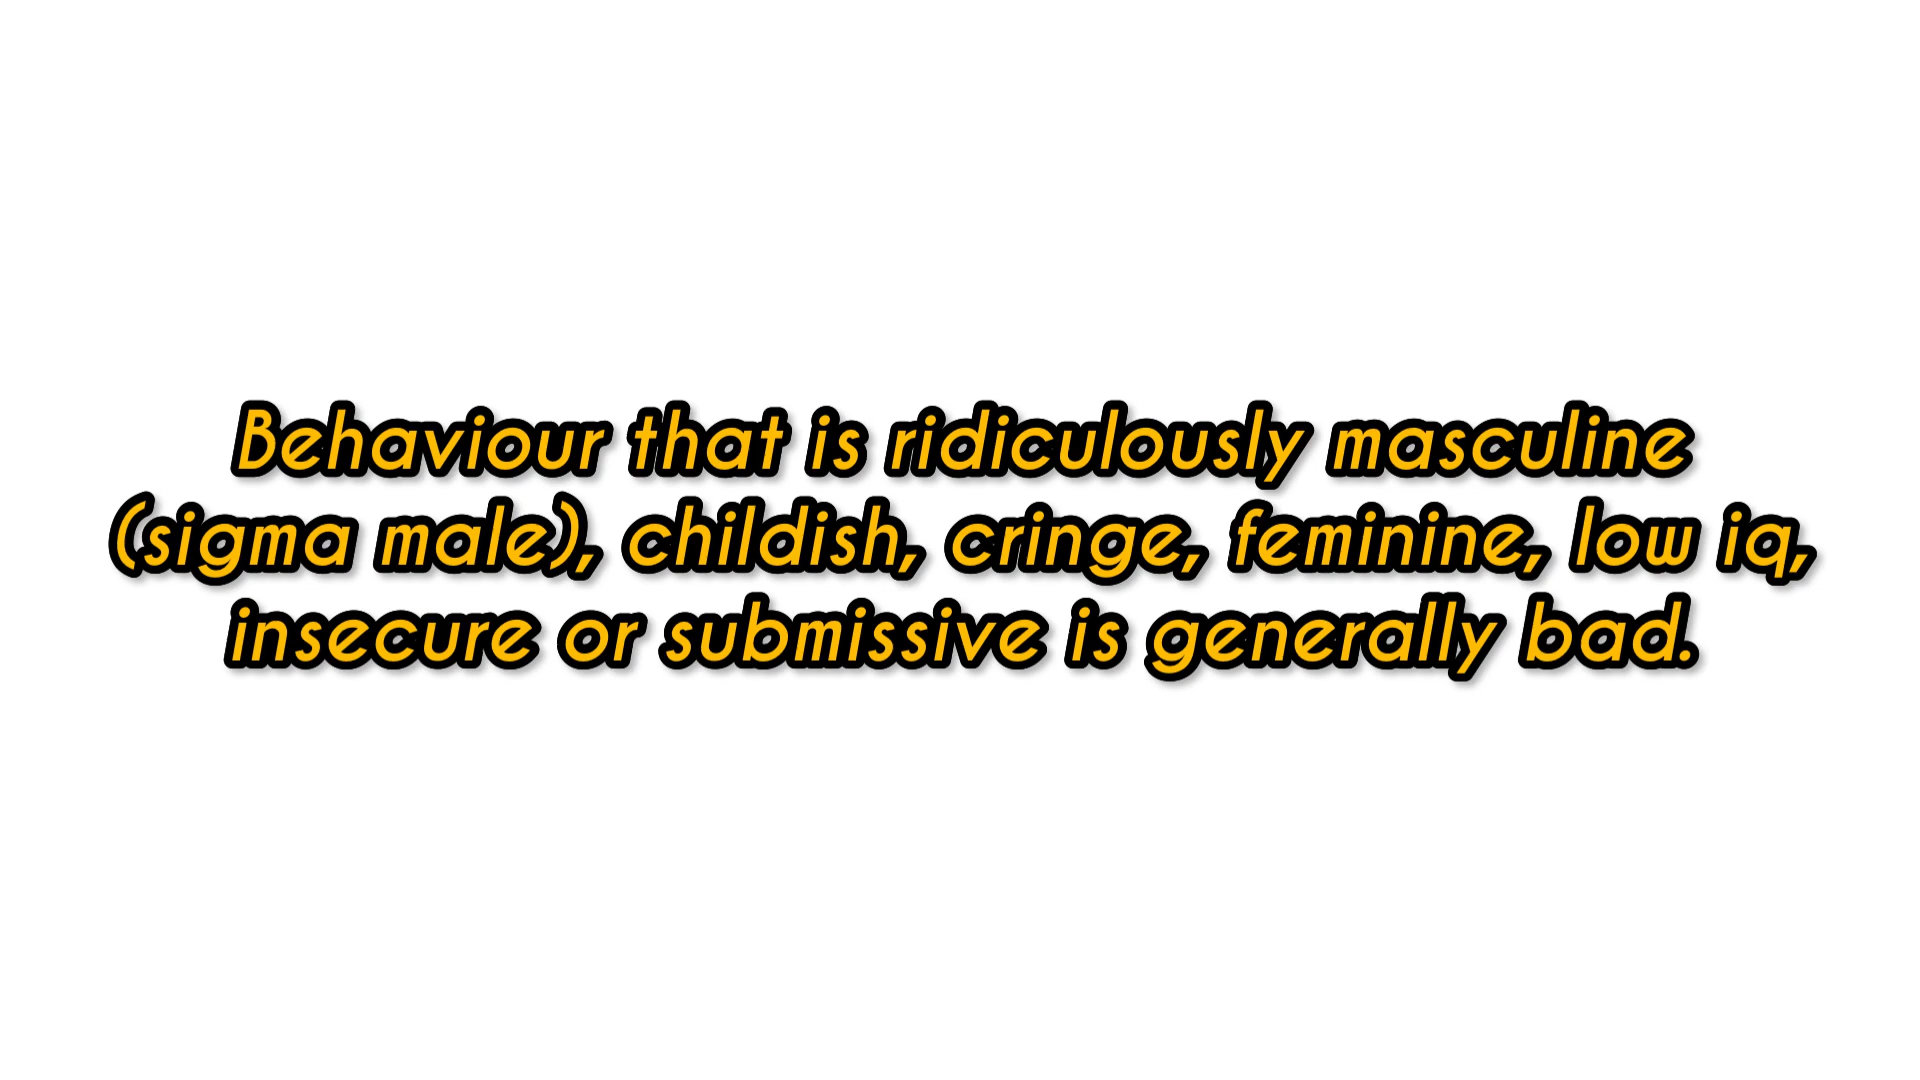 Behaviour that is ridiculously masculine
(sigma male), childish, cringe, feminine, low iq,
insecure or submissive is generally bad.